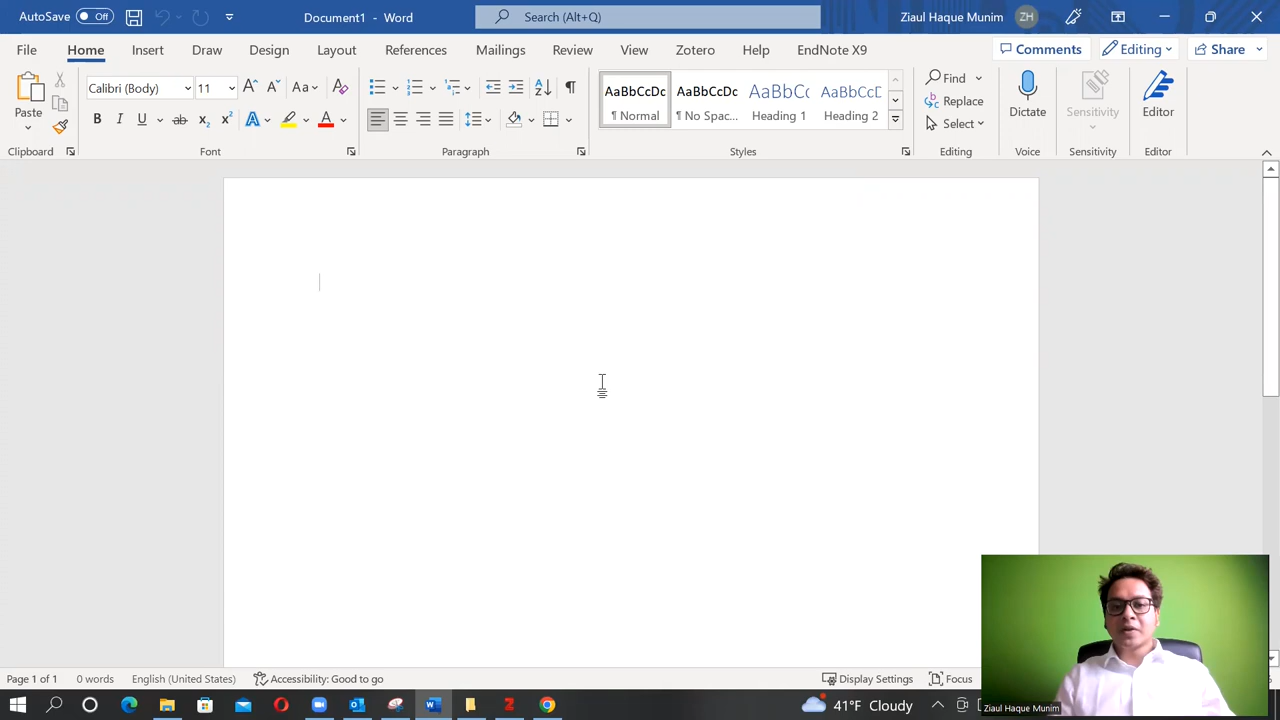 AutoSave Off Document1 - Word Search (Alt+Q) Ziaul Haque Munim ZH
File Home Insert Draw Design Layout References Mailings Review View Zotero Help EndNote X9 Comments Editing Share
Paste Calibri (Body) 11 Aa AaBbCcDc AaBbCcDc AaBbCc AaBbCcD Find Dictate Sensitivity Editor
¶ Normal ¶ No Spac... Heading 1 Heading 2 Replace
Select
Clipboard Font Paragraph Styles Editing Voice Sensitivity Editor
Page 1 of 1 0 words English (United States) Accessibility: Good to go Display Settings Focus
41°F Cloudy Ziaul Haque Munim